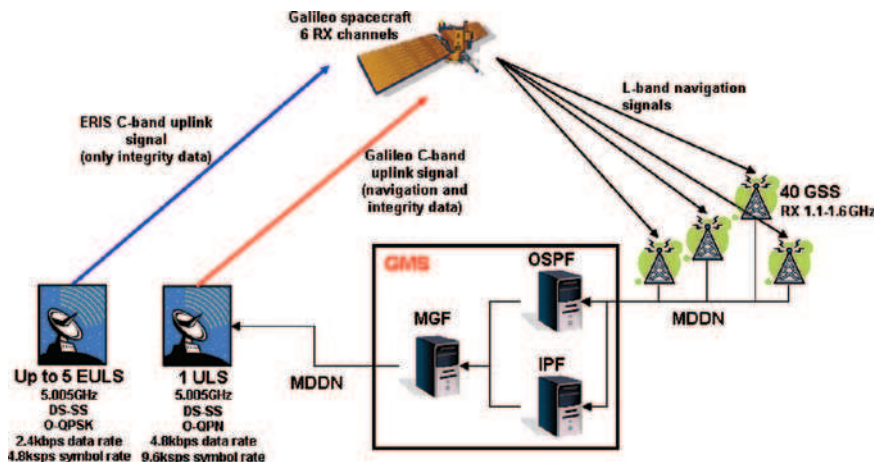 Galileo spacecraft
6 RX channels
L-band navigation
signals
ERIS C-band uplink
signal
(only integrity data)
Galileo C-band
uplink signal
(navigation and
integrity data)
40 GSS
RX 1.1-1.6GHz
GMS
OSPF
MGF
IPF
MDDN
MDDN
Up to 5 EULS
5.005GHz
DS-SS
O-QPSK
2.4kbps data rate
4.8ksps symbol rate
1 ULS
5.005GHz
DS-SS
O-QPN
4.8kbps data rate
9.6ksps symbol rate